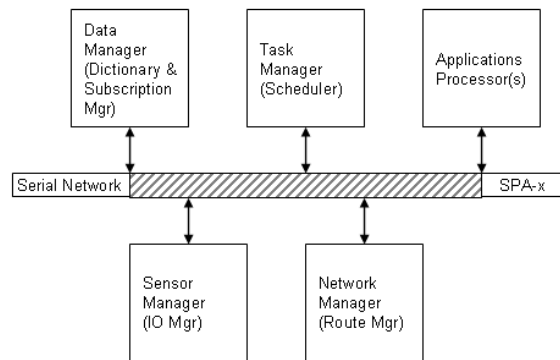 Data
Manager
(Dictionary &
Subscription
Mgr)
Task
Manager
(Scheduler)
Applications
Processor(s)
Serial Network
SPA-x
Sensor
Manager
(IO Mgr)
Network
Manager
(Route Mgr)